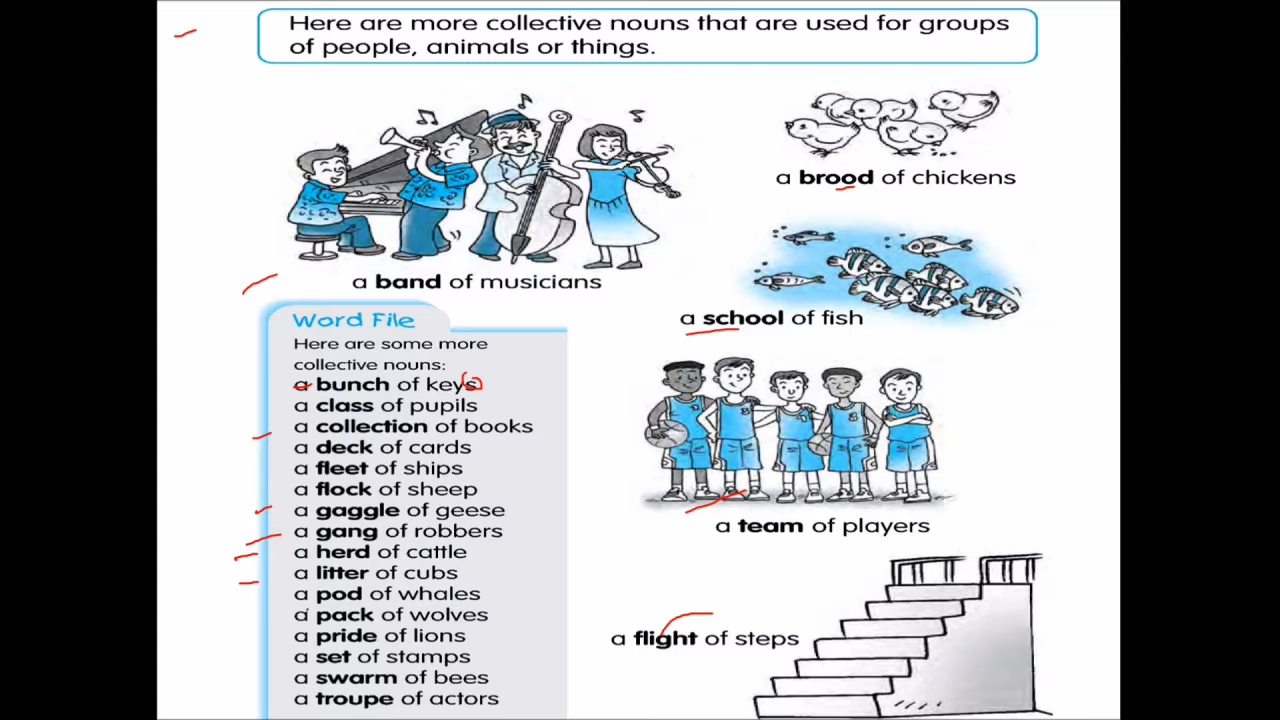 Here are more collective nouns that are used for groups
of people, animals or things.
a brood of chickens
a band of musicians
a school of fish
Word File
Here are some more
collective nouns:
a bunch of keys
a class of pupils
a collection of books
a deck of cards
a fleet of ships
a flock of sheep
a gaggle of geese
a gang of robbers
a herd of cattle
a litter of cubs
a pod of whales
a pack of wolves
a pride of lions
a set of stamps
a swarm of bees
a troupe of actors
a team of players
a flight of steps